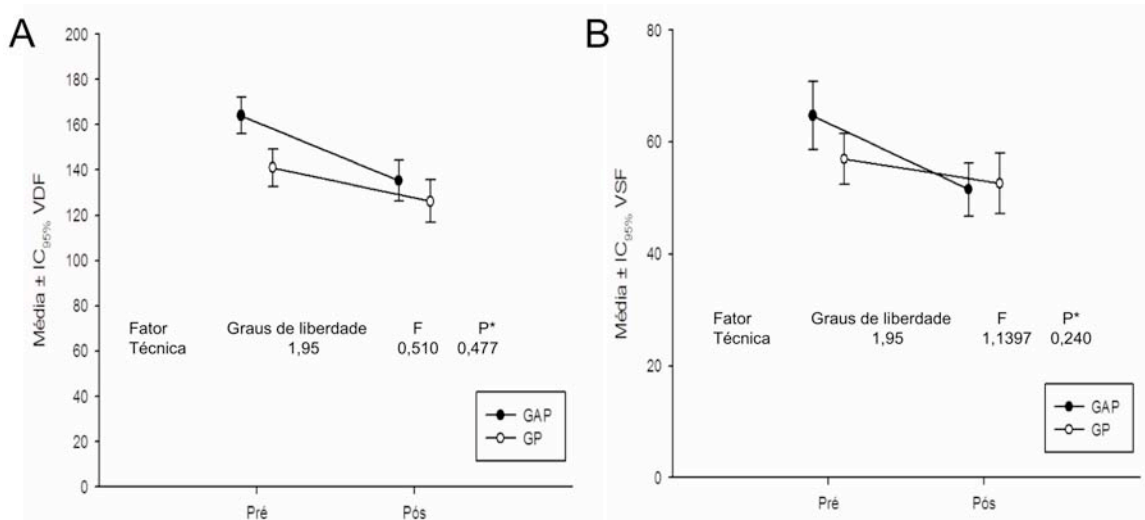 A
200
180
160
140
120
100
80
60
40
20
0
Média ± IC95% VDF
Fator Graus de liberdade F P*
Técnica 1,95 0,510 0,477
GAP
GP
Pré Pós
B
80
60
40
20
0
Média ± IC95% VSF
Fator Graus de liberdade F P*
Técnica 1,95 1,1397 0,240
GAP
GP
Pré Pós